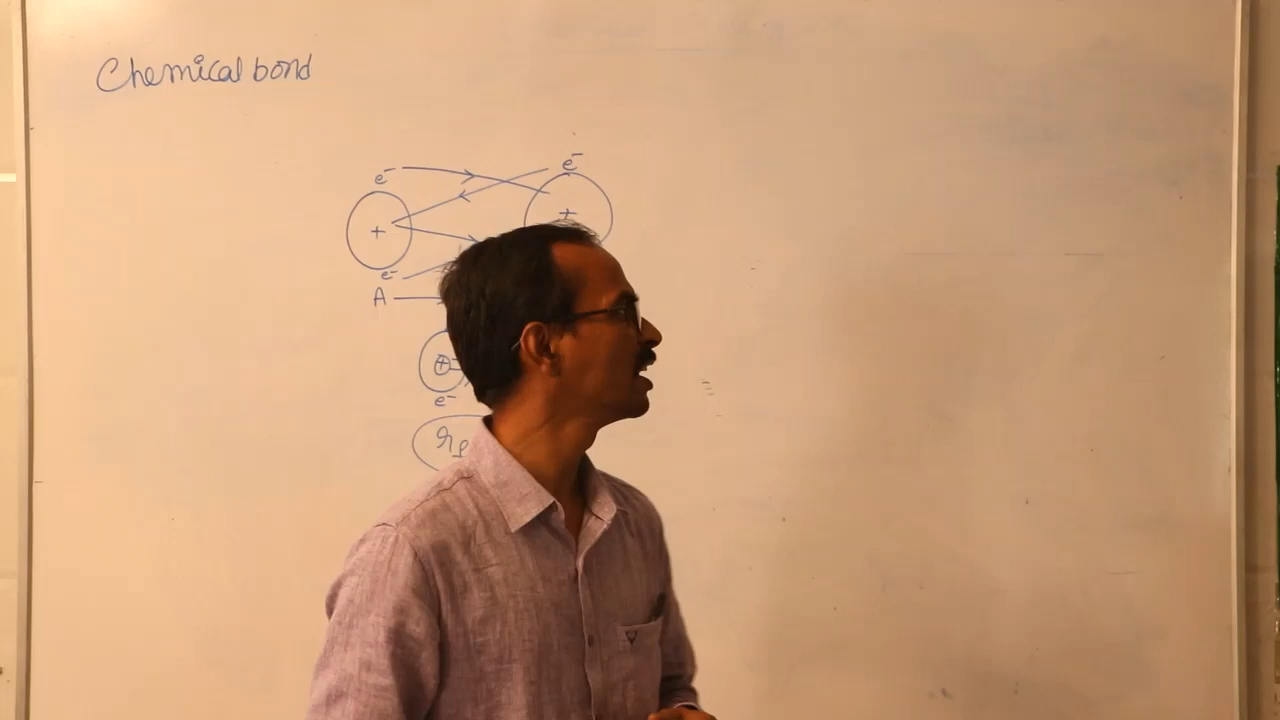 Chemical bond
e⁻ e⁻
+ +
e⁻
A
+
e⁻